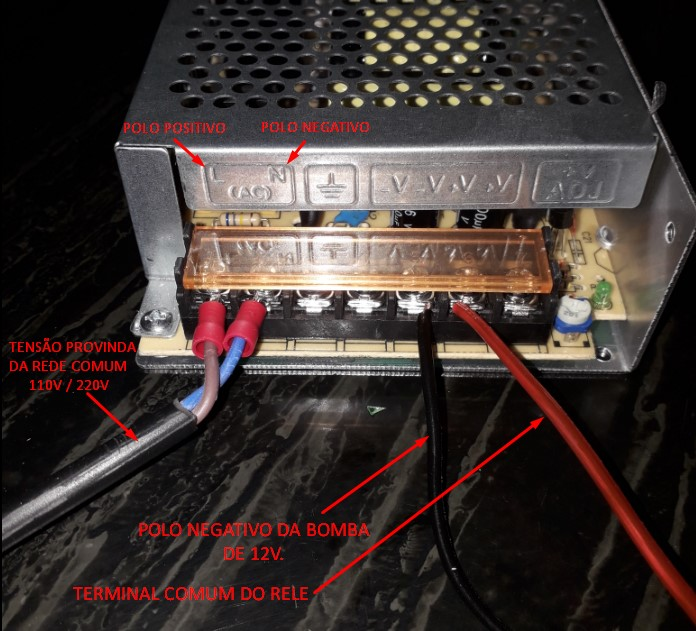 POLO POSITIVO
POLO NEGATIVO
L
N
(AC)
-V -V +V +V
ADJ
TENSÃO PROVINDA
DA REDE COMUM
110V / 220V
POLO NEGATIVO DA BOMBA
DE 12V.
TERMINAL COMUM DO RELE